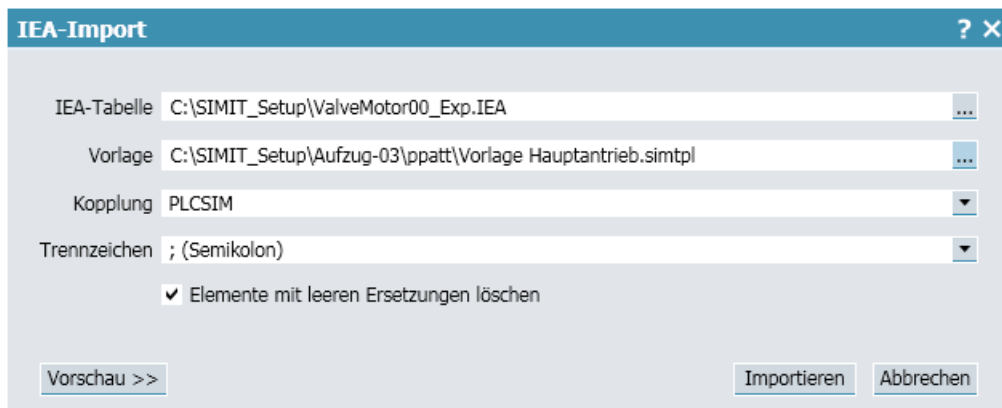 IEA-Import ? ×
IEA-Tabelle C:\SIMIT_Setup\ValveMotor00_Exp.IEA ...
Vorlage C:\SIMIT_Setup\Aufzug-03\ppatt\Vorlage Hauptantrieb.simtpl ...
Kopplung PLCSIM
Trennzeichen ; (Semikolon)
Elemente mit leeren Ersetzungen löschen
Vorschau >> Importieren Abbrechen